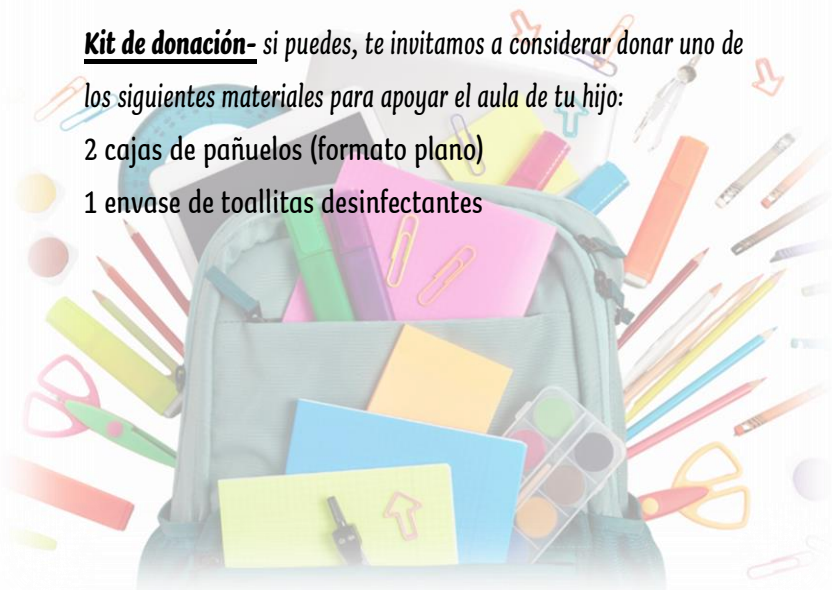 Kit de donación- si puedes, te invitamos a considerar donar uno de
los siguientes materiales para apoyar el aula de tu hijo:
2 cajas de pañuelos (formato plano)
1 envase de toallitas desinfectantes